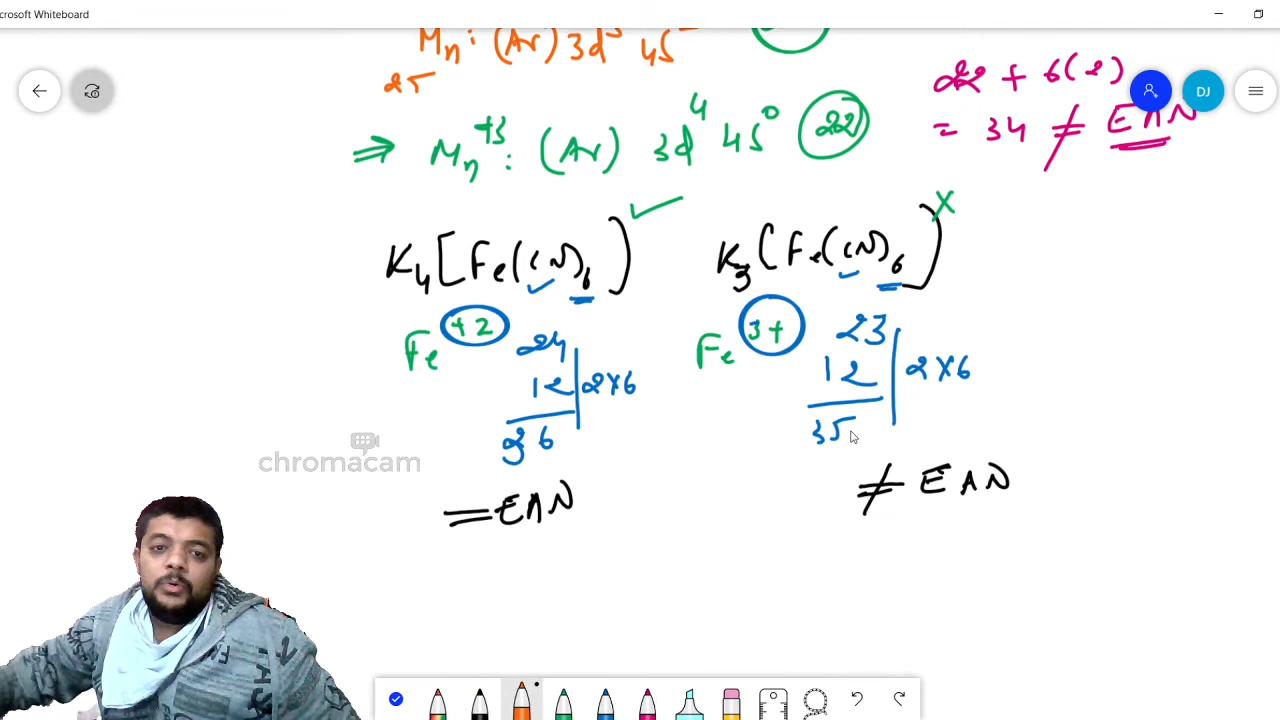 crosoft Whiteboard
Mn : (Ar) 3d⁵ 4s²
25
22 + 6(2)
= 34 ≠ EAN
DJ
⇒ Mn⁺³ : (Ar) 3d⁴ 4s⁰ 22
K₄[Fe(CN)₆] ✓
K₃[Fe(CN)₆] X
Fe +2
24
12 | 2×6
36
= EAN
Fe 3+
23
12 | 2×6
35
≠ EAN
chromacam